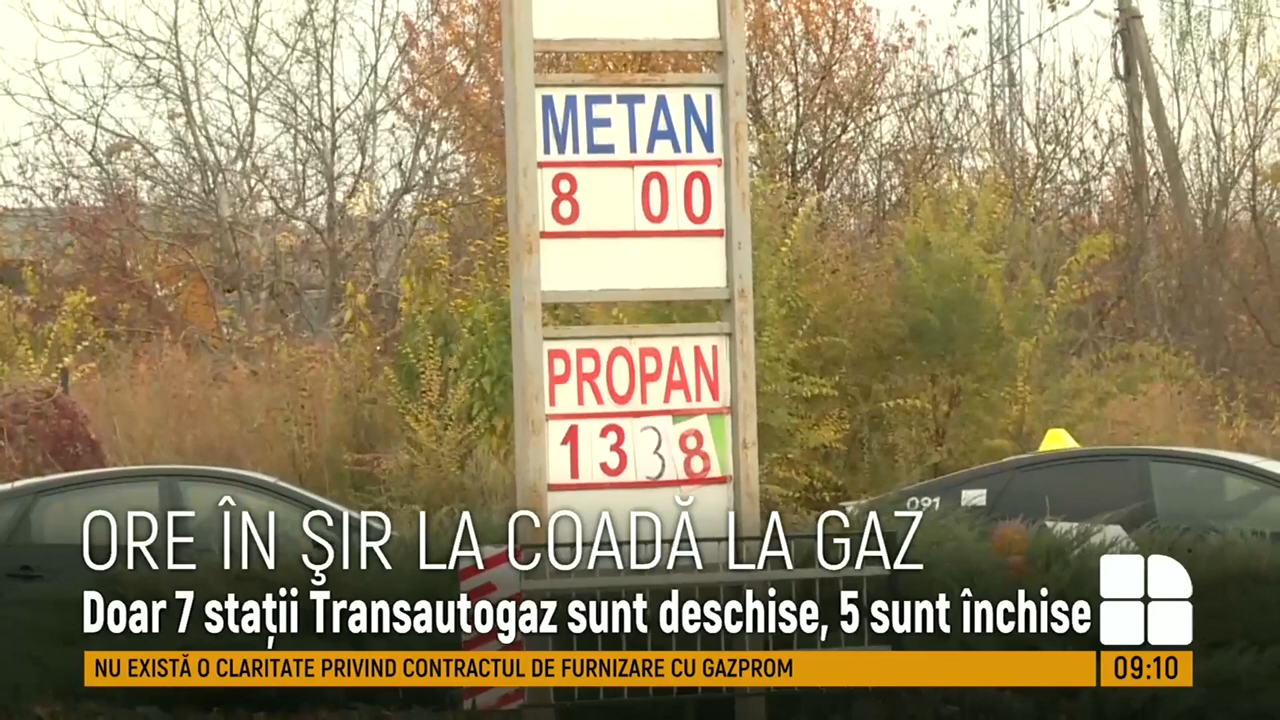 METAN
8 00
PROPAN
13 38
091
ORE ÎN ŞIR LA COADĂ LA GAZ
Doar 7 stații Transautogaz sunt deschise, 5 sunt închise
NU EXISTĂ O CLARITATE PRIVIND CONTRACTUL DE FURNIZARE CU GAZPROM
09:10